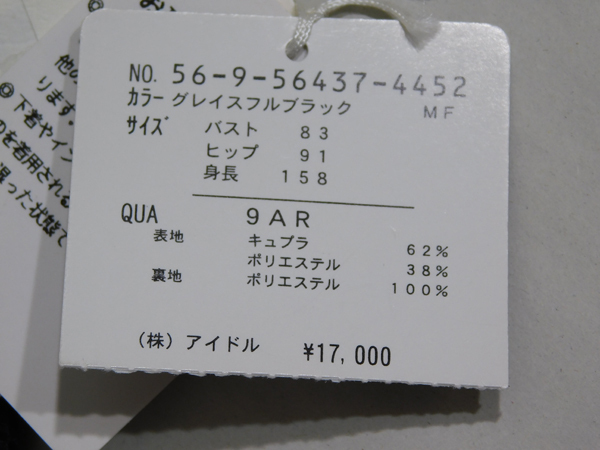 NO. 56-9-56437-4452
カラー グレイスフルブラック
MF
サイズ バスト 83
ヒップ 91
身長 158
QUA 9AR
表地 キュプラ 62%
ポリエステル 38%
裏地 ポリエステル 100%
(株) アイドル ¥17,000
他の
ります。
◎下着やイン
のを着用される
湿った状態で